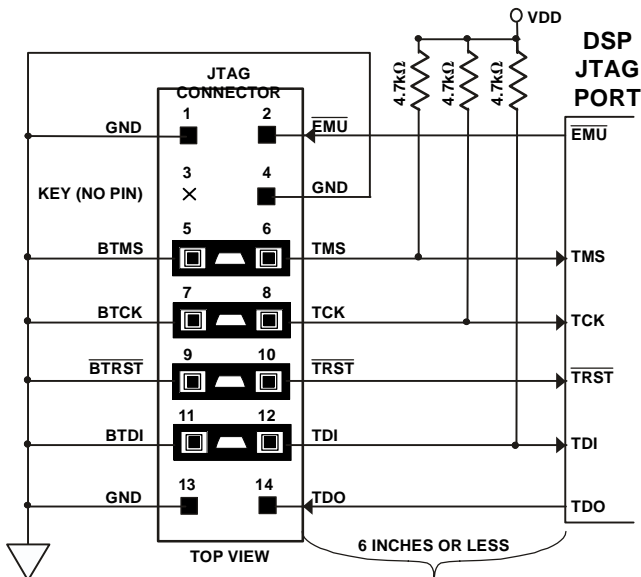 VDD
DSP
JTAG
PORT
4.7kΩ
4.7kΩ
4.7kΩ
JTAG
CONNECTOR
1 2
GND EMU EMU
3 4
KEY (NO PIN) GND
5 6
BTMS TMS TMS
7 8
BTCK TCK TCK
9 10
BTRST TRST TRST
11 12
BTDI TDI TDI
13 14
GND TDO TDO
TOP VIEW
6 INCHES OR LESS